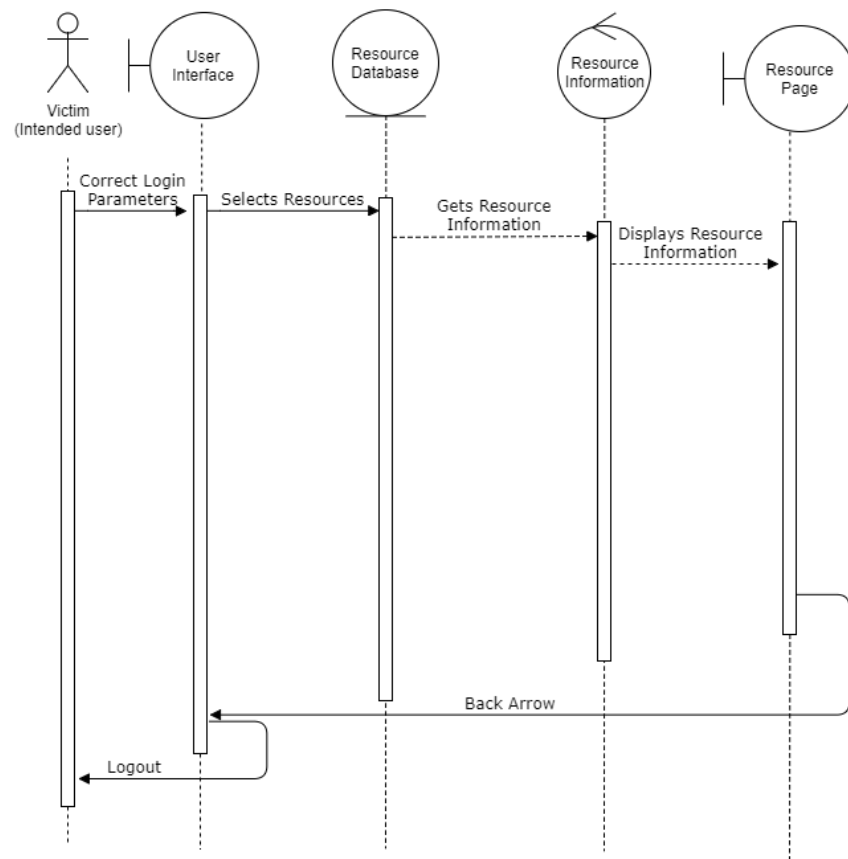 User
Interface
Resource
Database
Resource
Information
Resource
Page
Victim
(Intended user)
Correct Login
Parameters
Selects Resources
Gets Resource
Information
Displays Resource
Information
Back Arrow
Logout